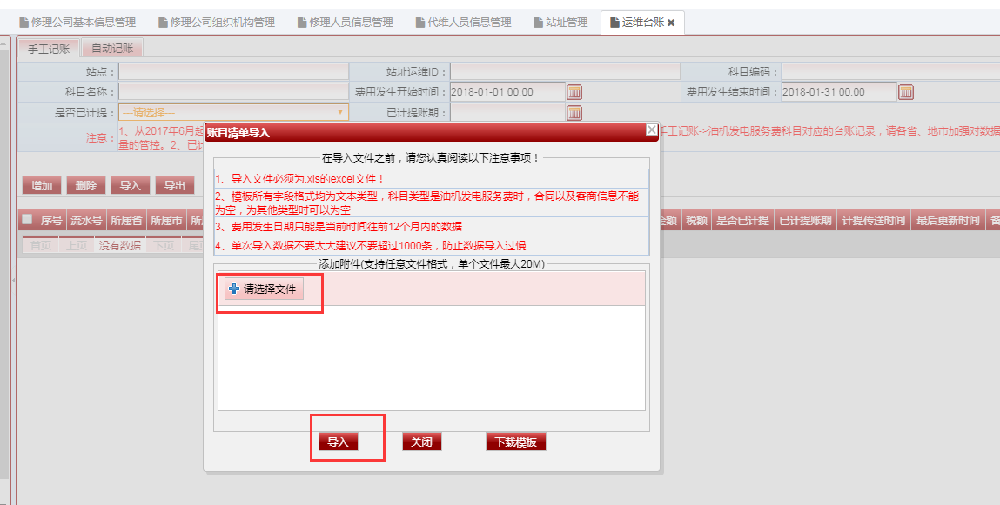 修理公司基本信息管理 修理公司组织机构管理 修理人员信息管理 代维人员信息管理 站址管理 运维台账
手工记账 自动记账
站点： 站址运维ID： 科目编码：
科目名称： 费用发生开始时间：2018-01-01 00:00 费用发生结束时间：2018-01-31 00:00
是否已计提：---请选择--- 已计提账期：
注意：1、从2017年6月起 手工记账->油机发电服务费科目对应的台账记录，请各省、地市加强对数据
量的管控。2、已计
增加 删除 导入 导出
序号 流水号 所属省 所属市 金额 税额 是否已计提 已计提账期 计提传送时间 最后更新时间
首页 上页 没有数据 下页
账目清单导入
在导入文件之前，请您认真阅读以下注意事项！
1、导入文件必须为.xls的excel文件！
2、模板所有字段格式均为文本类型，科目类型是油机发电服务费时，合同以及客商信息不能
为空，为其他类型时可以为空
3、费用发生日期只能是当前时间往前12个月内的数据
4、单次导入数据不要太大建议不要超过1000条，防止数据导入过慢
添加附件(支持任意文件格式，单个文件最大20M)
请选择文件
导入 关闭 下载模板